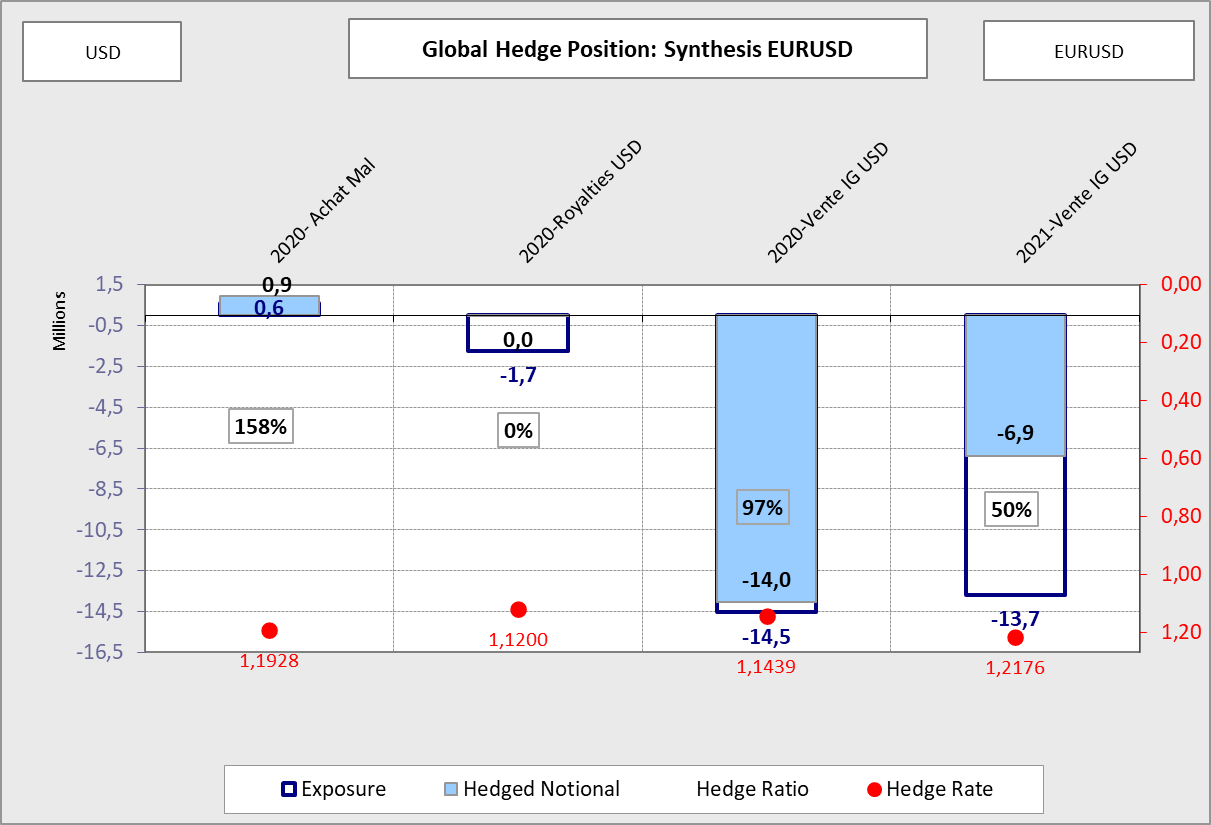 USD
Global Hedge Position: Synthesis EURUSD
EURUSD
2020- Achat Mal
2020-Royalties USD
2020-Vente IG USD
2021-Vente IG USD
Millions
1,5
-0,5
-2,5
-4,5
-6,5
-8,5
-10,5
-12,5
-14,5
-16,5
0,9
0,6
158%
1,1928
0,0
-1,7
0%
1,1200
97%
-14,0
-14,5
1,1439
-6,9
50%
-13,7
1,2176
0,00
0,20
0,40
0,60
0,80
1,00
1,20
Exposure
Hedged Notional
Hedge Ratio
Hedge Rate